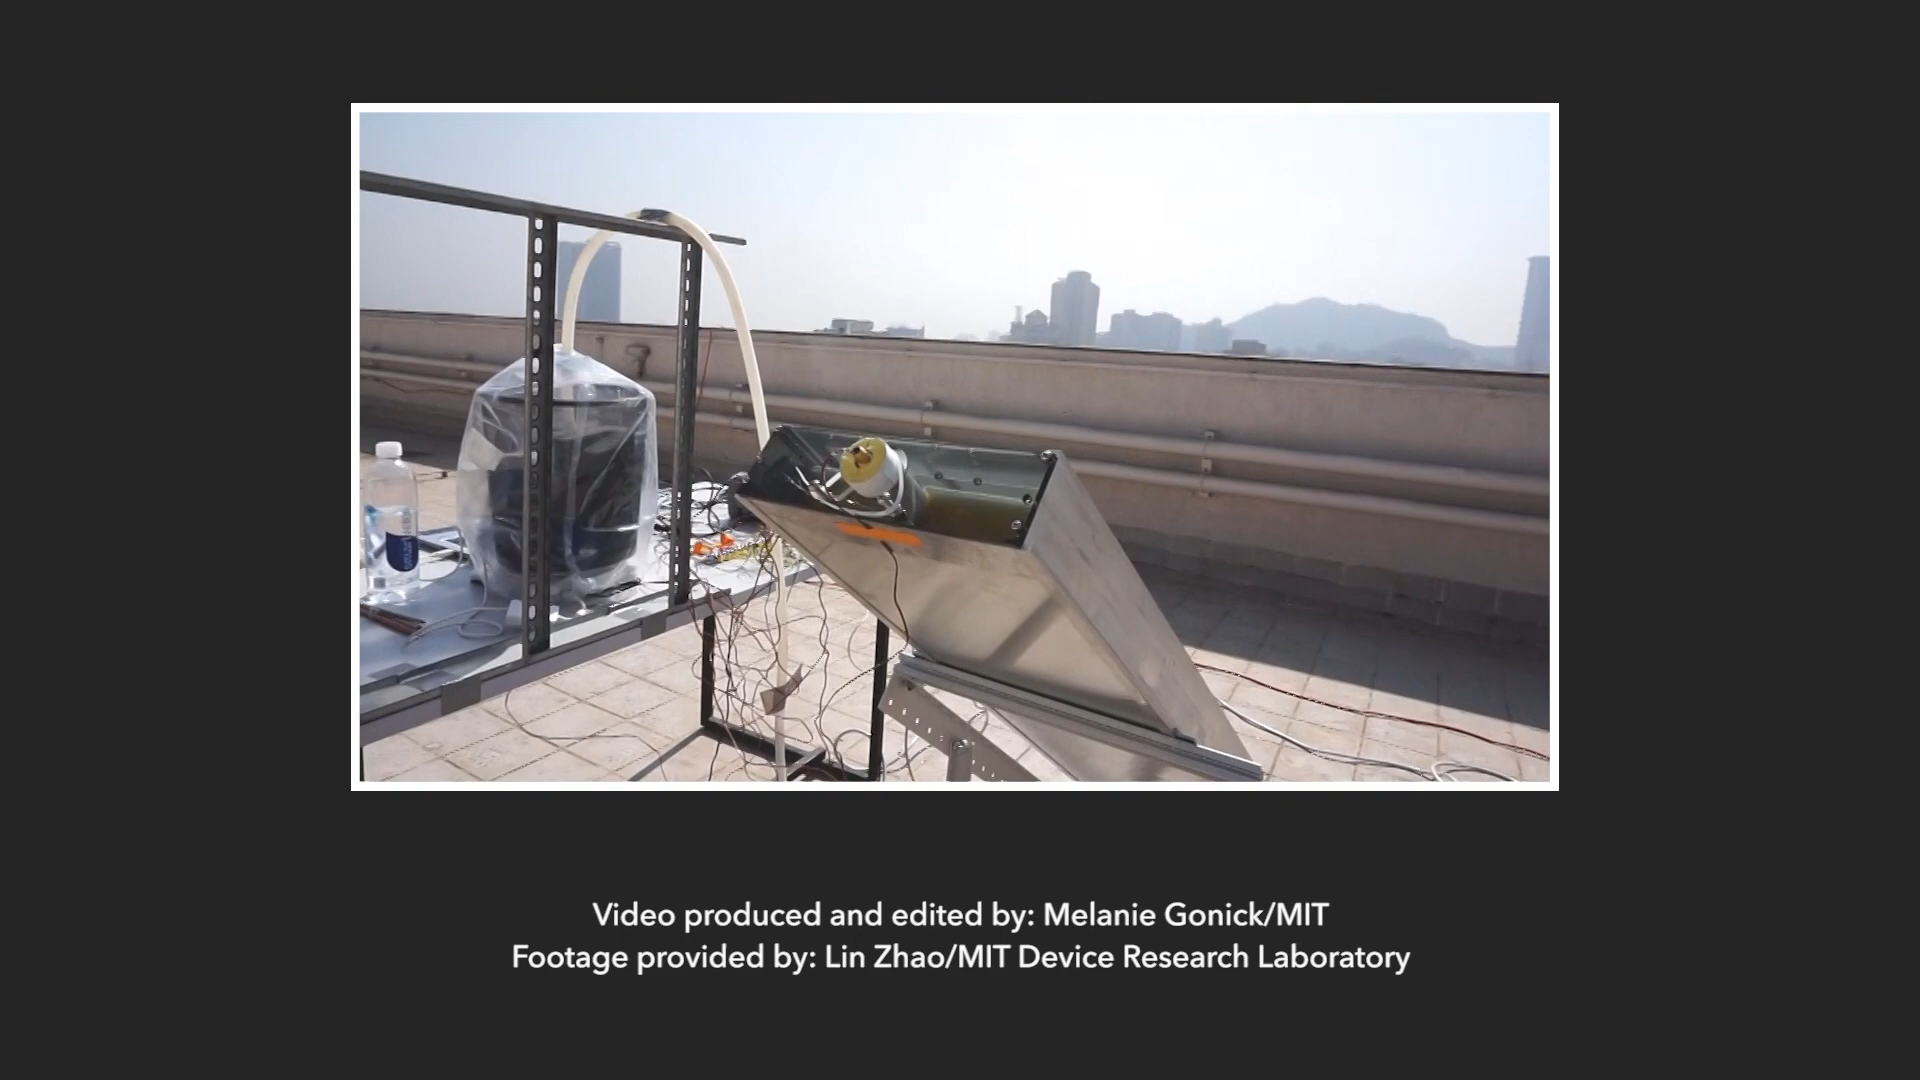 Video produced and edited by: Melanie Gonick/MIT
Footage provided by: Lin Zhao/MIT Device Research Laboratory